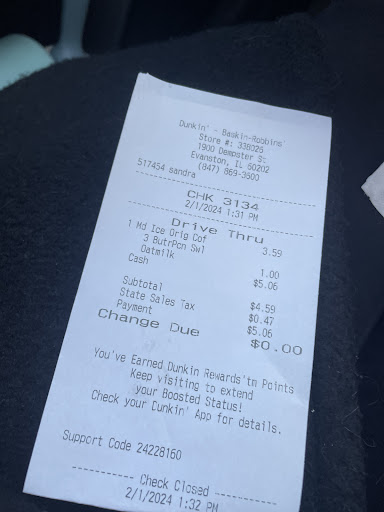 Dunkin' - Baskin-Robbins
Store #: 338025
1900 Dempster St
Evanston, IL 60202
(847) 869-3500
517454 sandra
CHK 3134
2/1/2024 1:31 PM
Drive Thru
1 Md Ice Orig Cof 3.59
3 ButrPcn Swl
Oatmilk 1.00
Cash $5.06
Subtotal $4.59
State Sales Tax $0.47
Payment $5.06
Change Due $0.00
You've Earned Dunkin Rewards'tm Points
Keep visiting to extend
your Boosted Status!
Check your Dunkin' App for details.
Support Code 24228160
---------- Check Closed ----------
2/1/2024 1:32 PM